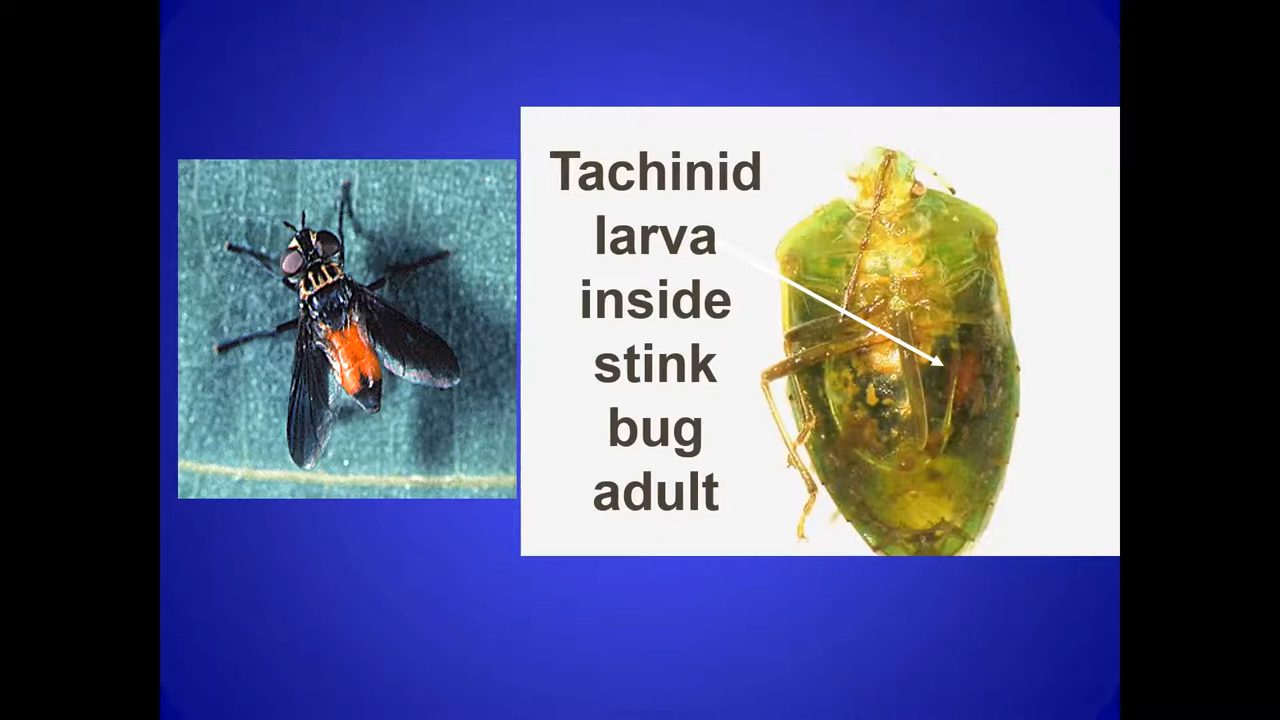 Tachinid
larva
inside
stink
bug
adult